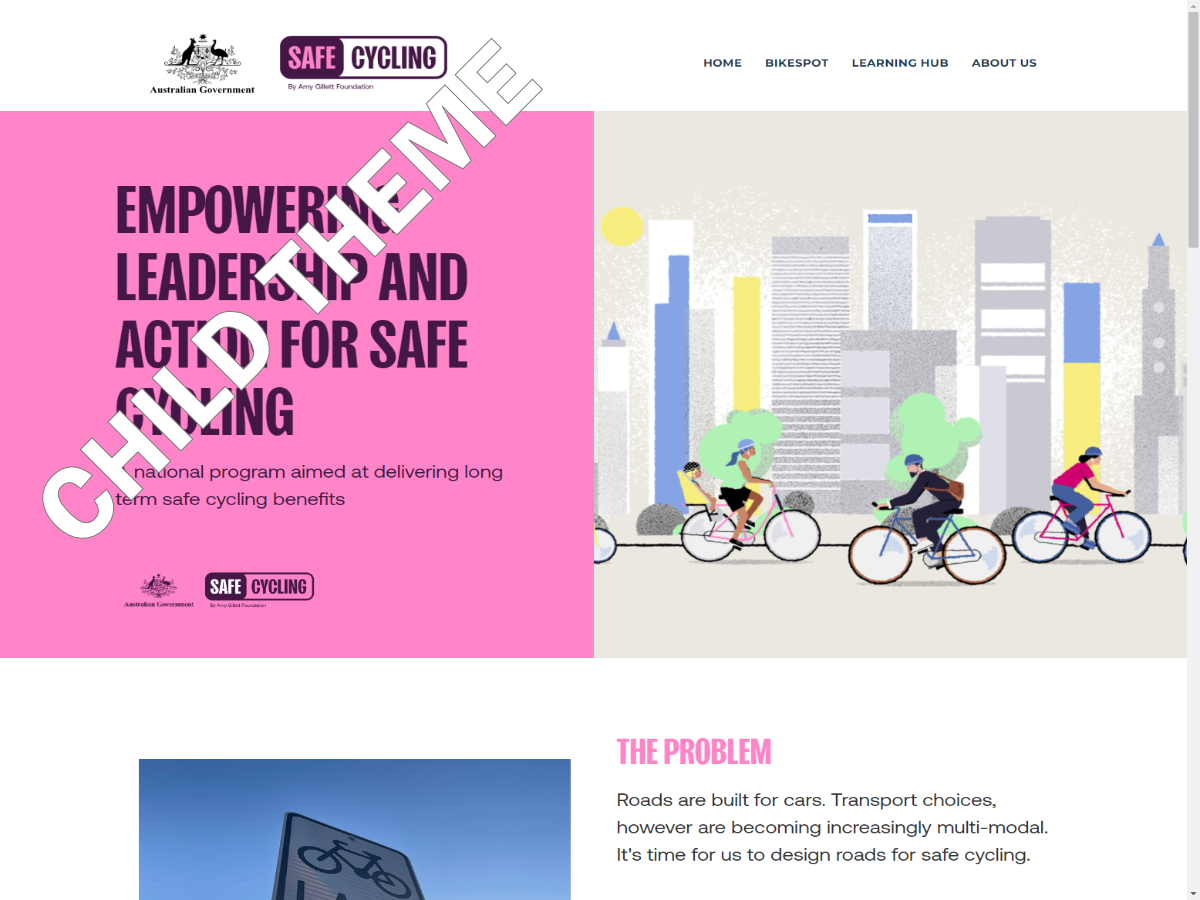 Australian Government
SAFE CYCLING
By Amy Gillett Foundation
HOME BIKESPOT LEARNING HUB ABOUT US
EMPOWERING
LEADERSHIP AND
ACTION FOR SAFE
CYCLING
A national program aimed at delivering long
term safe cycling benefits
CHILD THEME
Australian Government
SAFE CYCLING
By Amy Gillett Foundation
THE PROBLEM
Roads are built for cars. Transport choices,
however are becoming increasingly multi-modal.
It's time for us to design roads for safe cycling.